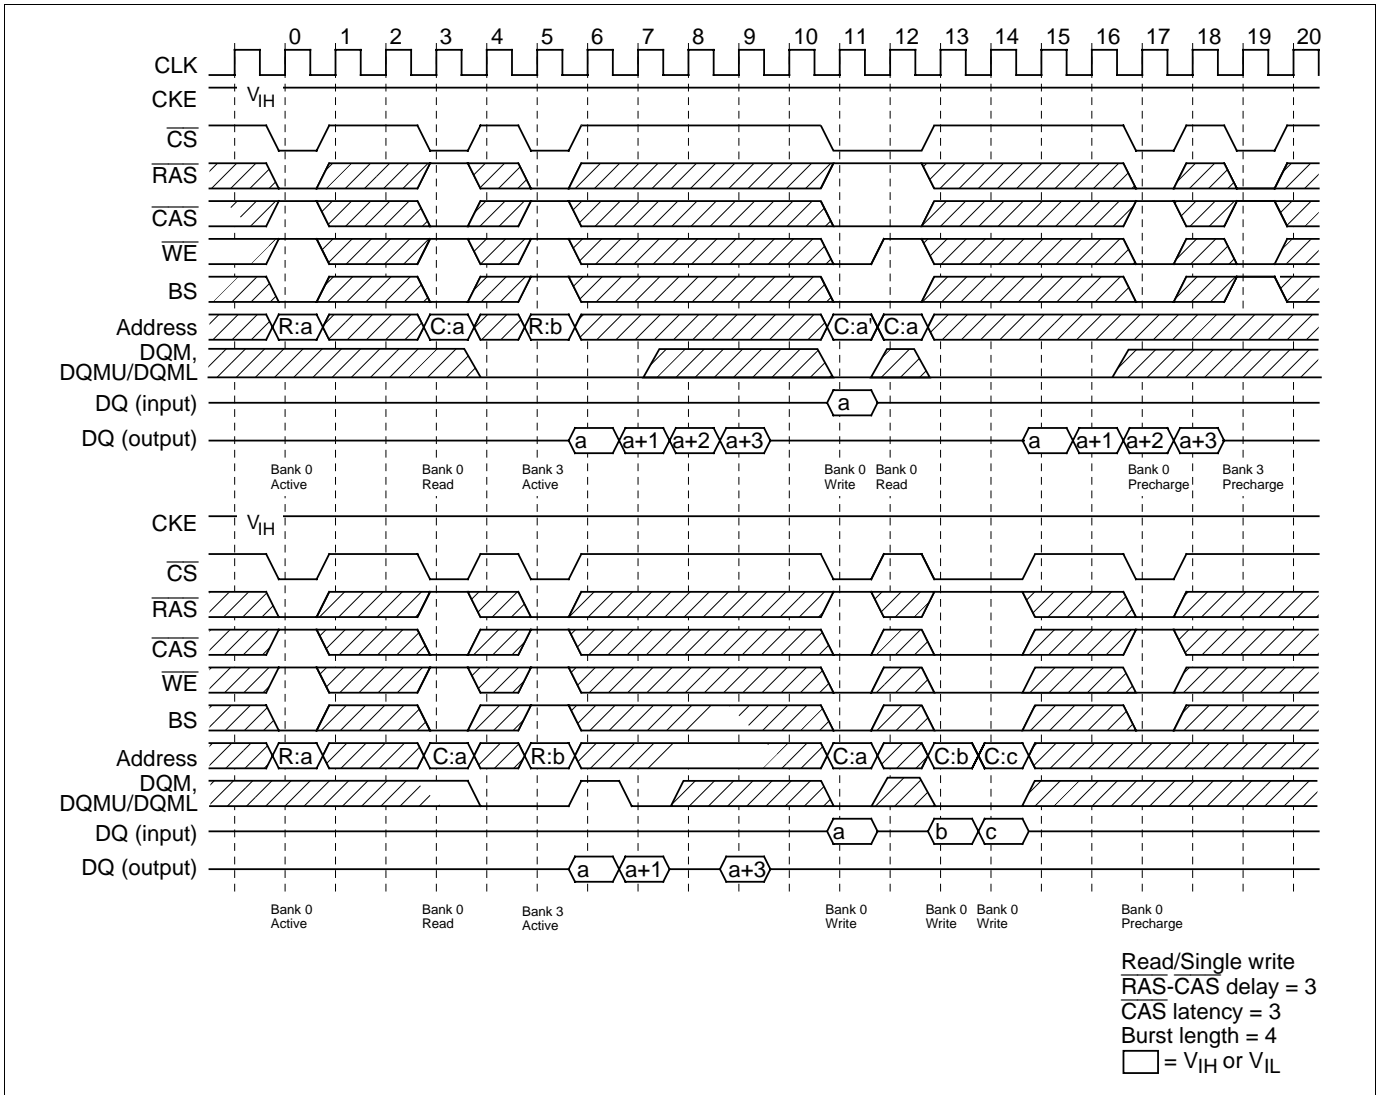 0 1 2 3 4 5 6 7 8 9 10 11 12 13 14 15 16 17 18 19 20
CLK
CKE VIH
CS
RAS
CAS
WE
BS
Address R:a C:a R:b C:a' C:a
DQM,
DQMU/DQML
DQ (input) a
DQ (output) a a+1 a+2 a+3 a a+1 a+2 a+3
Bank 0 Bank 0 Bank 3 Bank 0 Bank 0 Bank 0 Bank 3
Active Read Active Write Read Precharge Precharge
CKE VIH
CS
RAS
CAS
WE
BS
Address R:a C:a R:b C:a C:b C:c
DQM,
DQMU/DQML
DQ (input) a b c
DQ (output) a a+1 a+3
Bank 0 Bank 0 Bank 3 Bank 0 Bank 0 Bank 0 Bank 0
Active Read Active Write Write Write Precharge
Read/Single write
RAS-CAS delay = 3
CAS latency = 3
Burst length = 4
= VIH or VIL